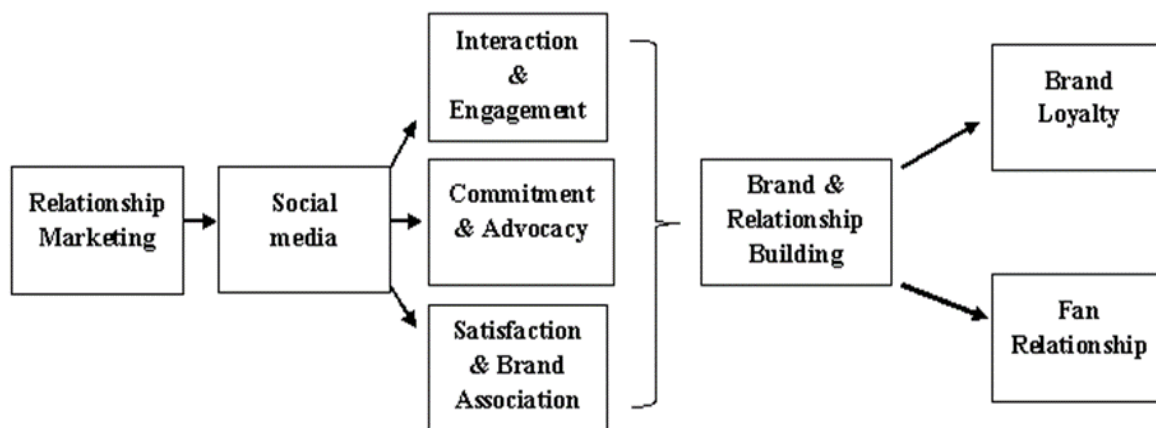 Relationship
Marketing
Social
media
Interaction
&
Engagement
Commitment
& Advocacy
Satisfaction
& Brand
Association
Brand &
Relationship
Building
Brand
Loyalty
Fan
Relationship